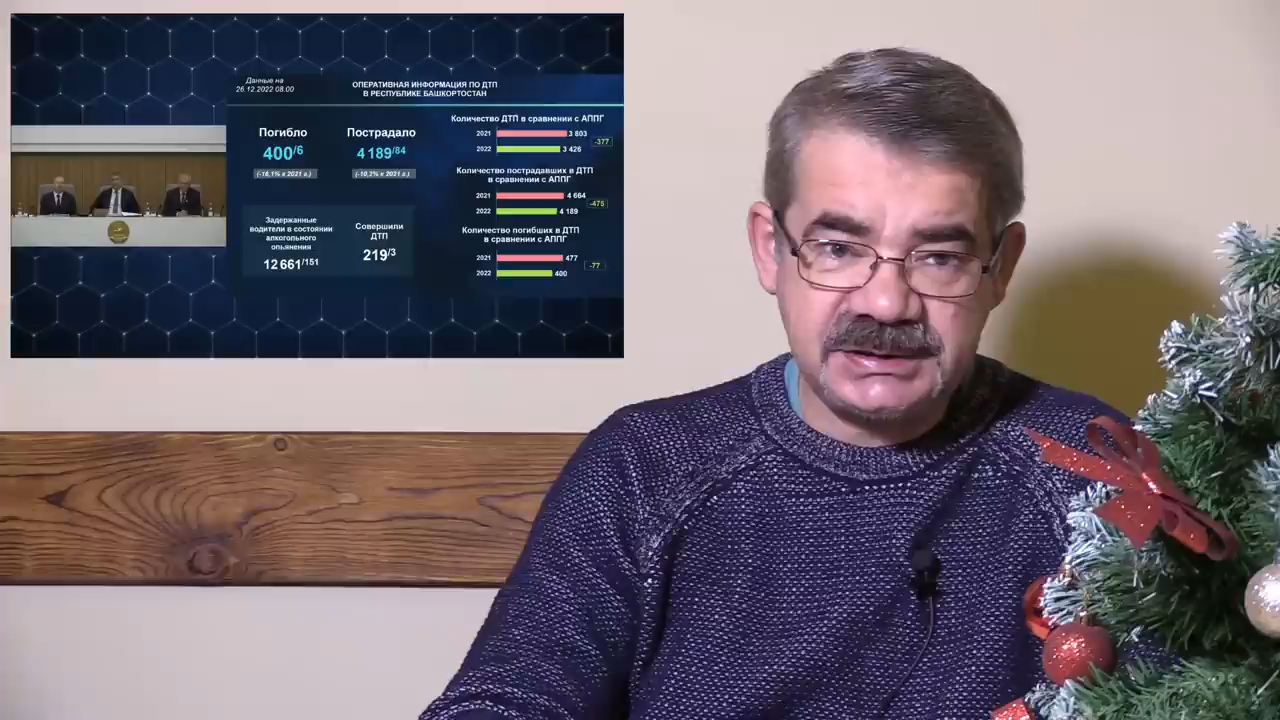 Данные на
26.12.2022 08.00
ОПЕРАТИВНАЯ ИНФОРМАЦИЯ ПО ДТП
В РЕСПУБЛИКЕ БАШКОРТОСТАН
Погибло
400/6
(-16,1% к 2021 г.)
Пострадало
4 189/84
(-10,2% к 2021 г.)
Задержанные
водители в состоянии
алкогольного
опьянения
12 661/151
Совершили
ДТП
219/3
Количество ДТП в сравнении с АППГ
2021 3 803
2022 3 426
-377
Количество пострадавших в ДТП
в сравнении с АППГ
2021 4 664
2022 4 189
-475
Количество погибших в ДТП
в сравнении с АППГ
2021 477
2022 400
-77